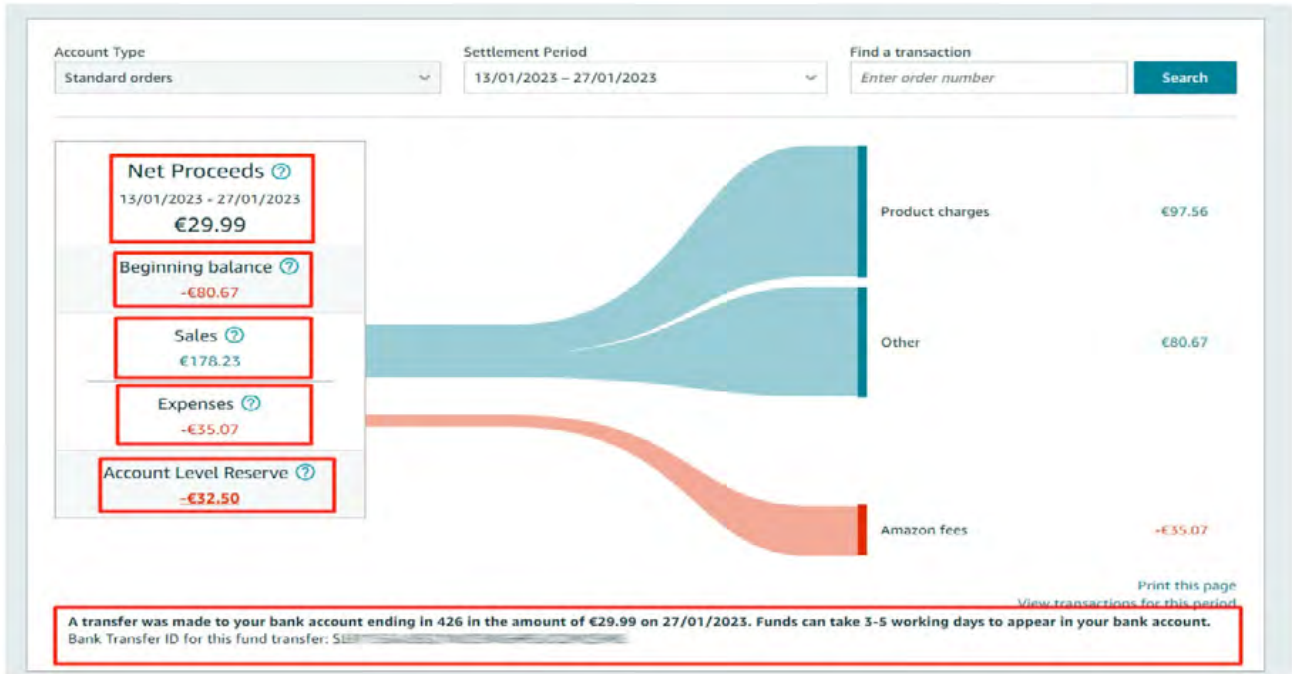 Account Type
Standard orders
Settlement Period
13/01/2023 – 27/01/2023
Find a transaction
Enter order number
Search
Net Proceeds ?
13/01/2023 - 27/01/2023
€29.99
Beginning balance ?
-€80.67
Sales ?
€178.23
Expenses ?
-€35.07
Account Level Reserve ?
-€32.50
Product charges €97.56
Other €80.67
Amazon fees -€35.07
Print this page
View transactions for this period
A transfer was made to your bank account ending in 426 in the amount of €29.99 on 27/01/2023. Funds can take 3-5 working days to appear in your bank account.
Bank Transfer ID for this fund transfer: